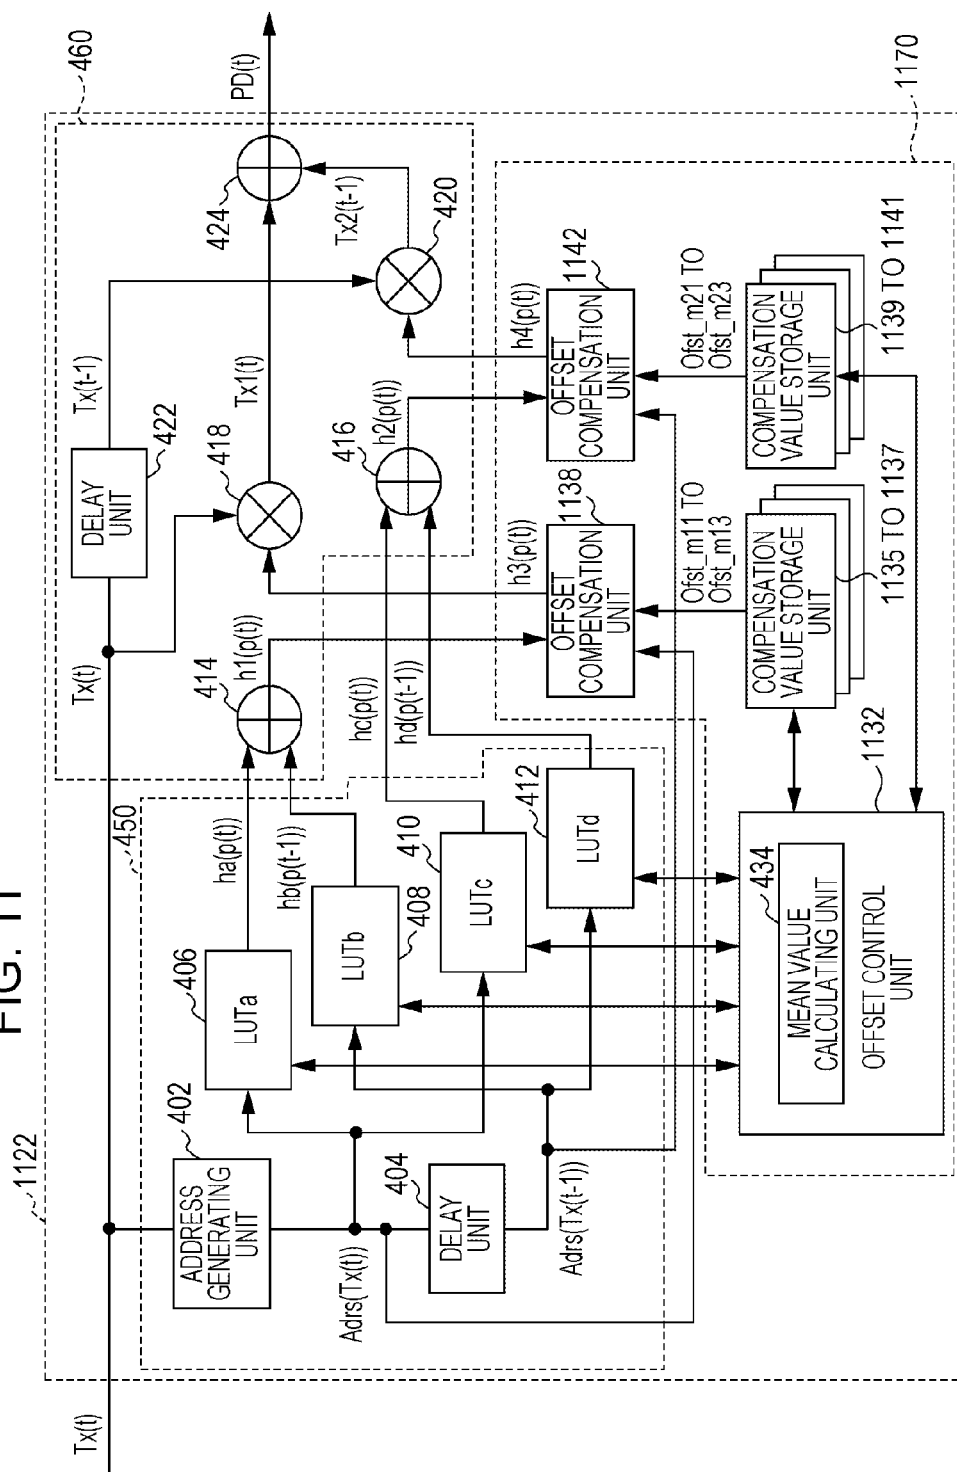 FIG. 11
1122
Tx(t)
460
PD(t)
1170
450
Tx(t)
DELAY
UNIT
422
Tx(t-1)
424
Tx2(t-1)
420
Tx1(t)
418
414
h1(p(t))
416
h2(p(t))
402
ADDRESS
GENERATING
UNIT
Adrs(Tx(t))
404
DELAY
UNIT
Adrs(Tx(t-1))
406
LUTa
ha(p(t))
LUTb
408
hb(p(t-1))
410
LUTc
hc(p(t))
412
LUTd
hd(p(t-1))
h3(p(t))
1138
OFFSET
COMPENSATION
UNIT
h4(p(t))
1142
OFFSET
COMPENSATION
UNIT
Ofst_m11 TO
Ofst_m13
Ofst_m21 TO
Ofst_m23
COMPENSATION
VALUE STORAGE
UNIT
1135 TO 1137
COMPENSATION
VALUE STORAGE
UNIT
1139 TO 1141
1132
434
MEAN VALUE
CALCULATING UNIT
OFFSET CONTROL
UNIT